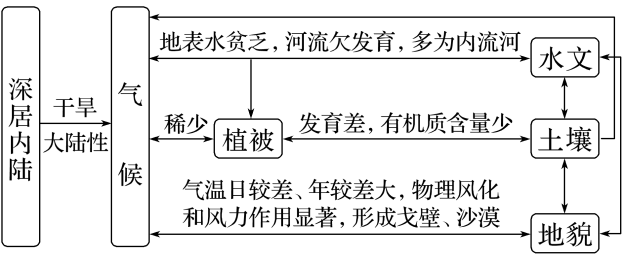 深居内陆
干旱
大陆性
气候
地表水贫乏，河流欠发育，多为内流河
水文
稀少
植被
发育差，有机质含量少
土壤
气温日较差、年较差大，物理风化
和风力作用显著，形成戈壁、沙漠
地貌